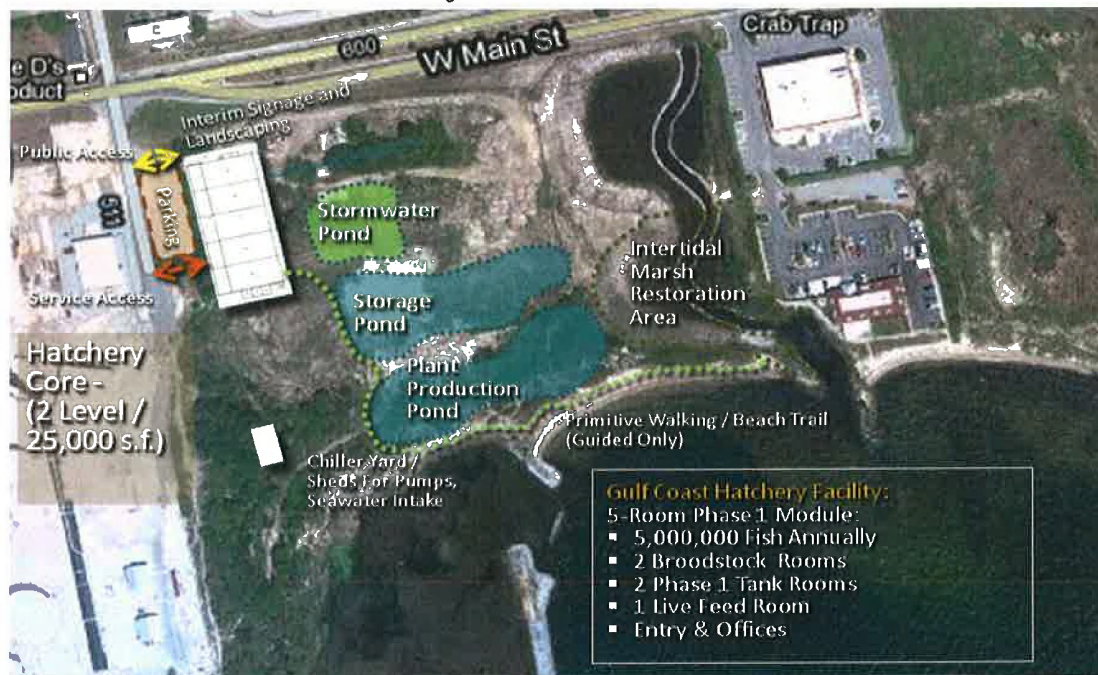 600
W Main St
Crab Trap
e D's
oduct
Interim Signage and
Landscaping
Public Access
Parking
Service Access
Stormwater
Pond
Storage
Pond
Plant
Production
Pond
Intertidal
Marsh
Restoration
Area
Hatchery
Core -
(2 Level /
25,000 s.f.)
Primitive Walking / Beach Trail
(Guided Only)
Chiller Yard /
Sheds For Pumps,
Seawater Intake
Gulf Coast Hatchery Facility:
5-Room Phase 1 Module:
▪ 5,000,000 Fish Annually
▪ 2 Broodstock Rooms
▪ 2 Phase 1 Tank Rooms
▪ 1 Live Feed Room
▪ Entry & Offices